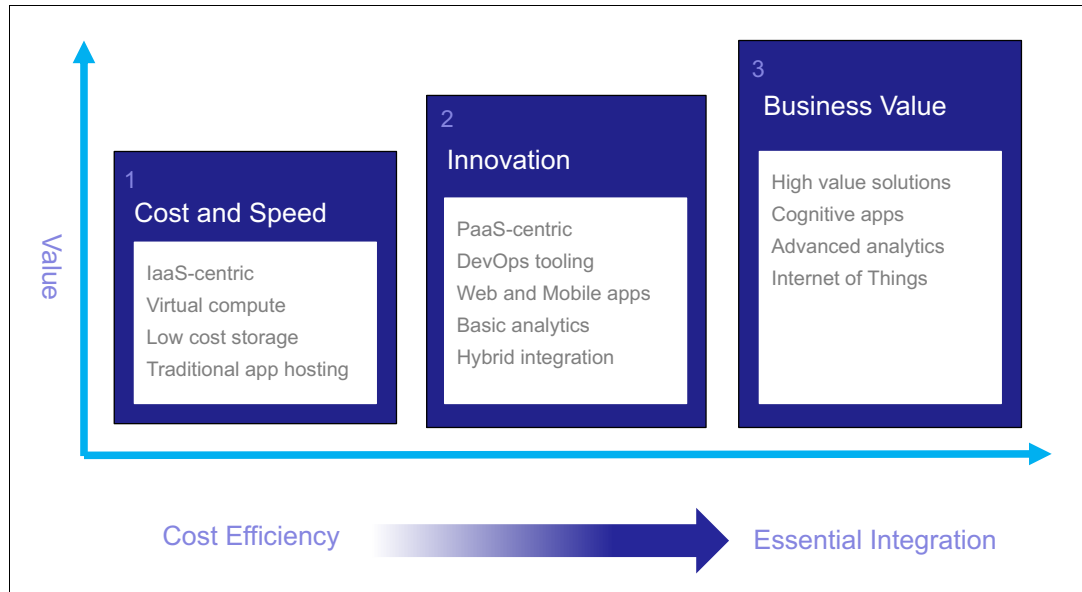 Value
1
Cost and Speed
IaaS-centric
Virtual compute
Low cost storage
Traditional app hosting
2
Innovation
PaaS-centric
DevOps tooling
Web and Mobile apps
Basic analytics
Hybrid integration
3
Business Value
High value solutions
Cognitive apps
Advanced analytics
Internet of Things
Cost Efficiency
Essential Integration